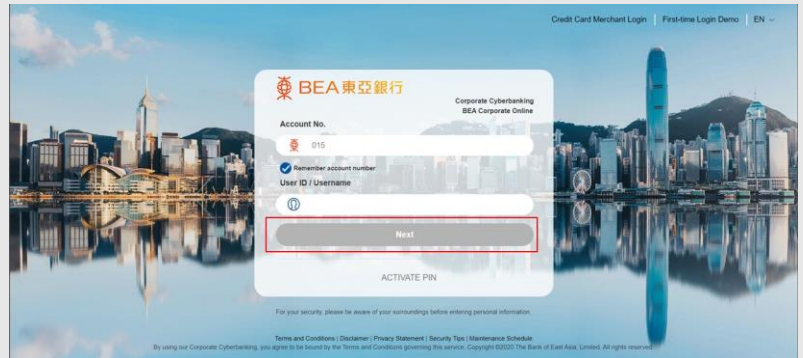 Credit Card Merchant Login | First-time Login Demo | EN
BEA東亞銀行
Corporate Cyberbanking
BEA Corporate Online
Account No.
015
Remember account number
User ID / Username
Next
ACTIVATE PIN
For your security, please be aware of your surroundings before entering personal information.
Terms and Conditions | Disclaimer | Privacy Statement | Security Tips | Maintenance Schedule
By using our Corporate Cyberbanking, you agree to be bound by the Terms and Conditions governing this service. Copyright ©2020 The Bank of East Asia, Limited. All rights reserved.